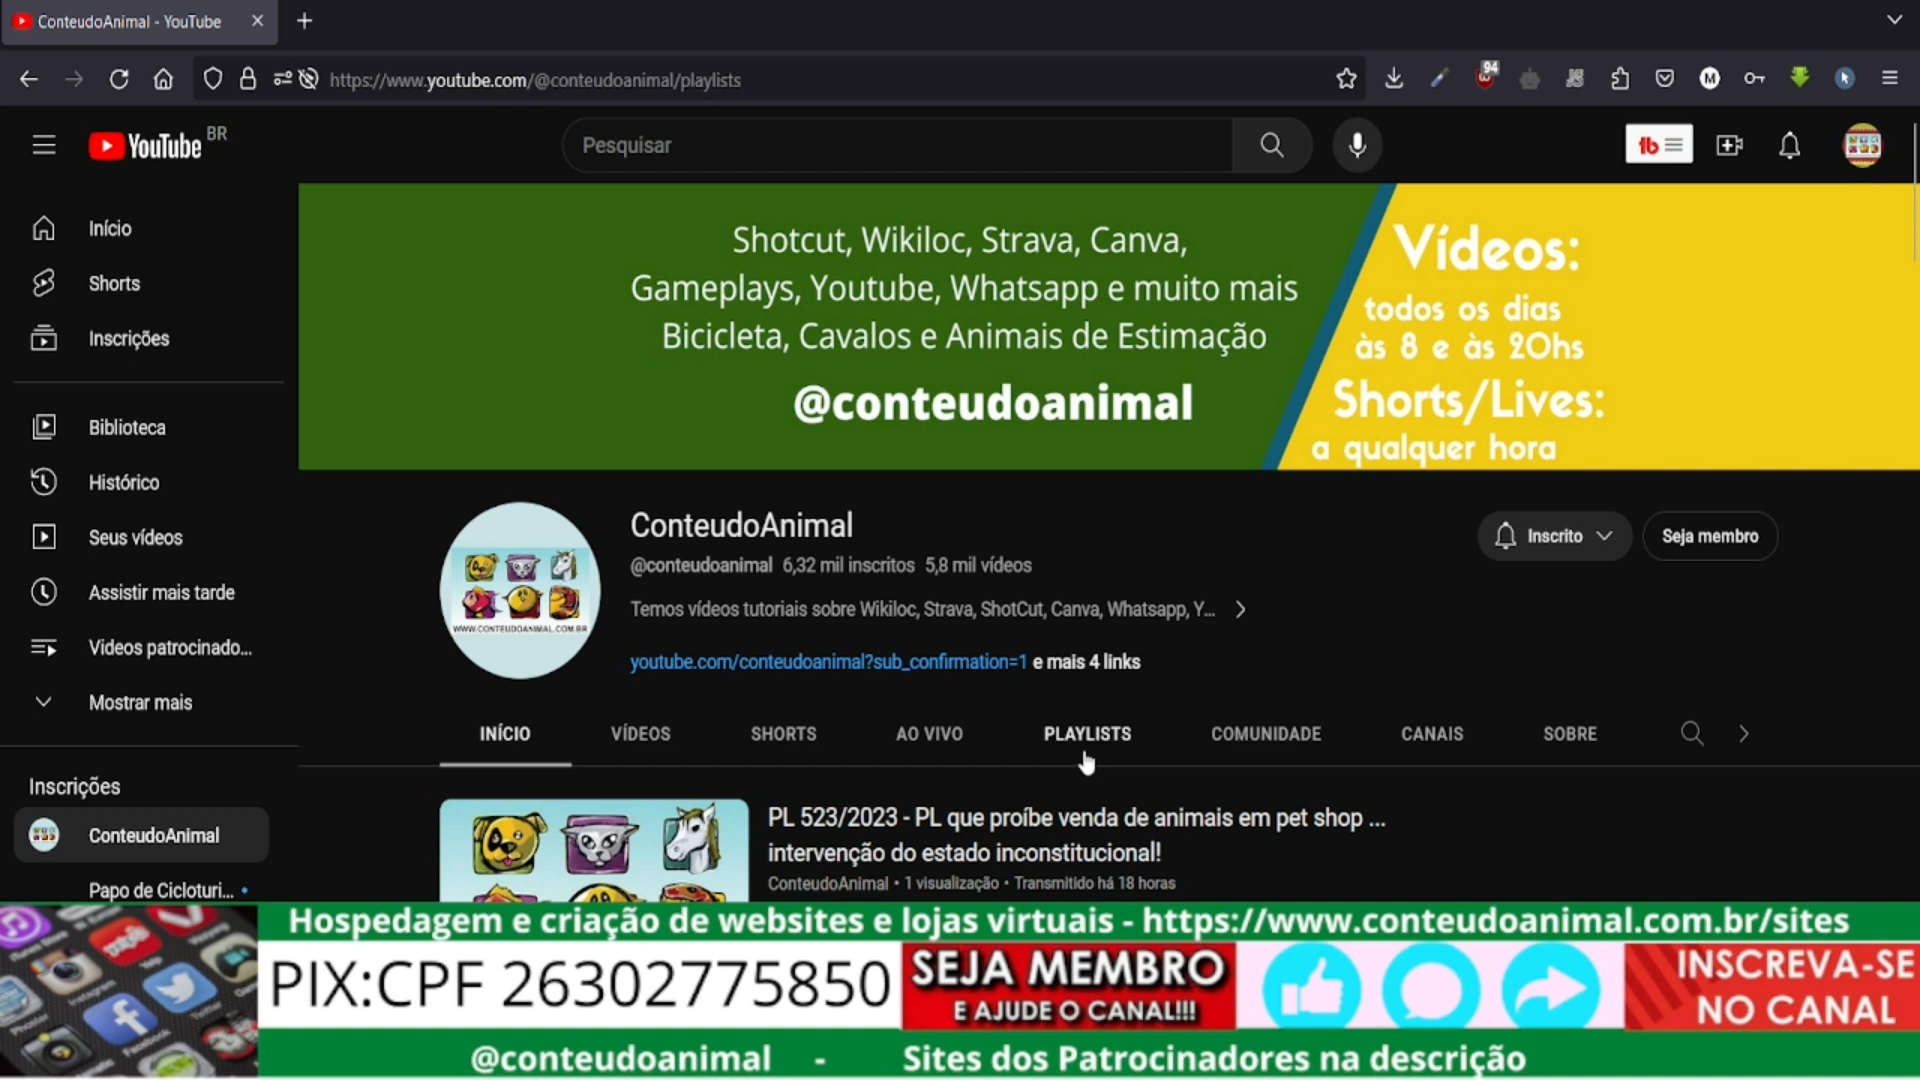 ConteudoAnimal - YouTube
https://www.youtube.com/@conteudoanimal/playlists
94
YouTube BR
Pesquisar
Início
Shorts
Inscrições
Biblioteca
Histórico
Seus vídeos
Assistir mais tarde
Videos patrocinado...
Mostrar mais
Inscrições
ConteudoAnimal
Papo de Cicloturi...
Shotcut, Wikiloc, Strava, Canva,
Gameplays, Youtube, Whatsapp e muito mais
Bicicleta, Cavalos e Animais de Estimação
@conteudoanimal
Vídeos:
todos os dias
às 8 e às 20hs
Shorts/Lives:
a qualquer hora
WWW.CONTEUDOANIMAL.COM.BR
ConteudoAnimal
@conteudoanimal 6,32 mil inscritos 5,8 mil vídeos
Temos vídeos tutoriais sobre Wikiloc, Strava, ShotCut, Canva, Whatsapp, Y...
youtube.com/conteudoanimal?sub_confirmation=1 e mais 4 links
Inscrito
Seja membro
INÍCIO VÍDEOS SHORTS AO VIVO PLAYLISTS COMUNIDADE CANAIS SOBRE
PL 523/2023 - PL que proíbe venda de animais em pet shop ...
intervenção do estado inconstitucional!
ConteudoAnimal • 1 visualização • Transmitido há 18 horas
Hospedagem e criação de websites e lojas virtuais - https://www.conteudoanimal.com.br/sites
PIX:CPF 26302775850
SEJA MEMBRO
E AJUDE O CANAL!!!
INSCREVA-SE
NO CANAL
@conteudoanimal - Sites dos Patrocinadores na descrição